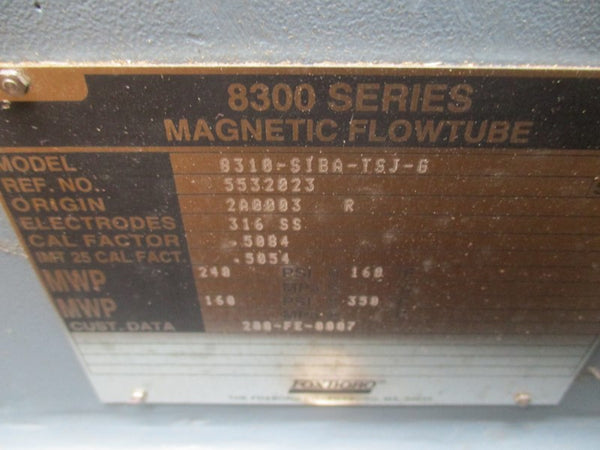 8300 SERIES
MAGNETIC FLOWTUBE
MODEL 8310-SIBA-TSJ-G
REF. NO.. 5532023
ORIGIN 2A0003 R
ELECTRODES 316 SS
CAL FACTOR .5084
IMT 25 CAL FACT. .5054
MWP 240 PSI 160
MWP 160 PSI 350
CUST. DATA 280-FE-0007
FOXBORO